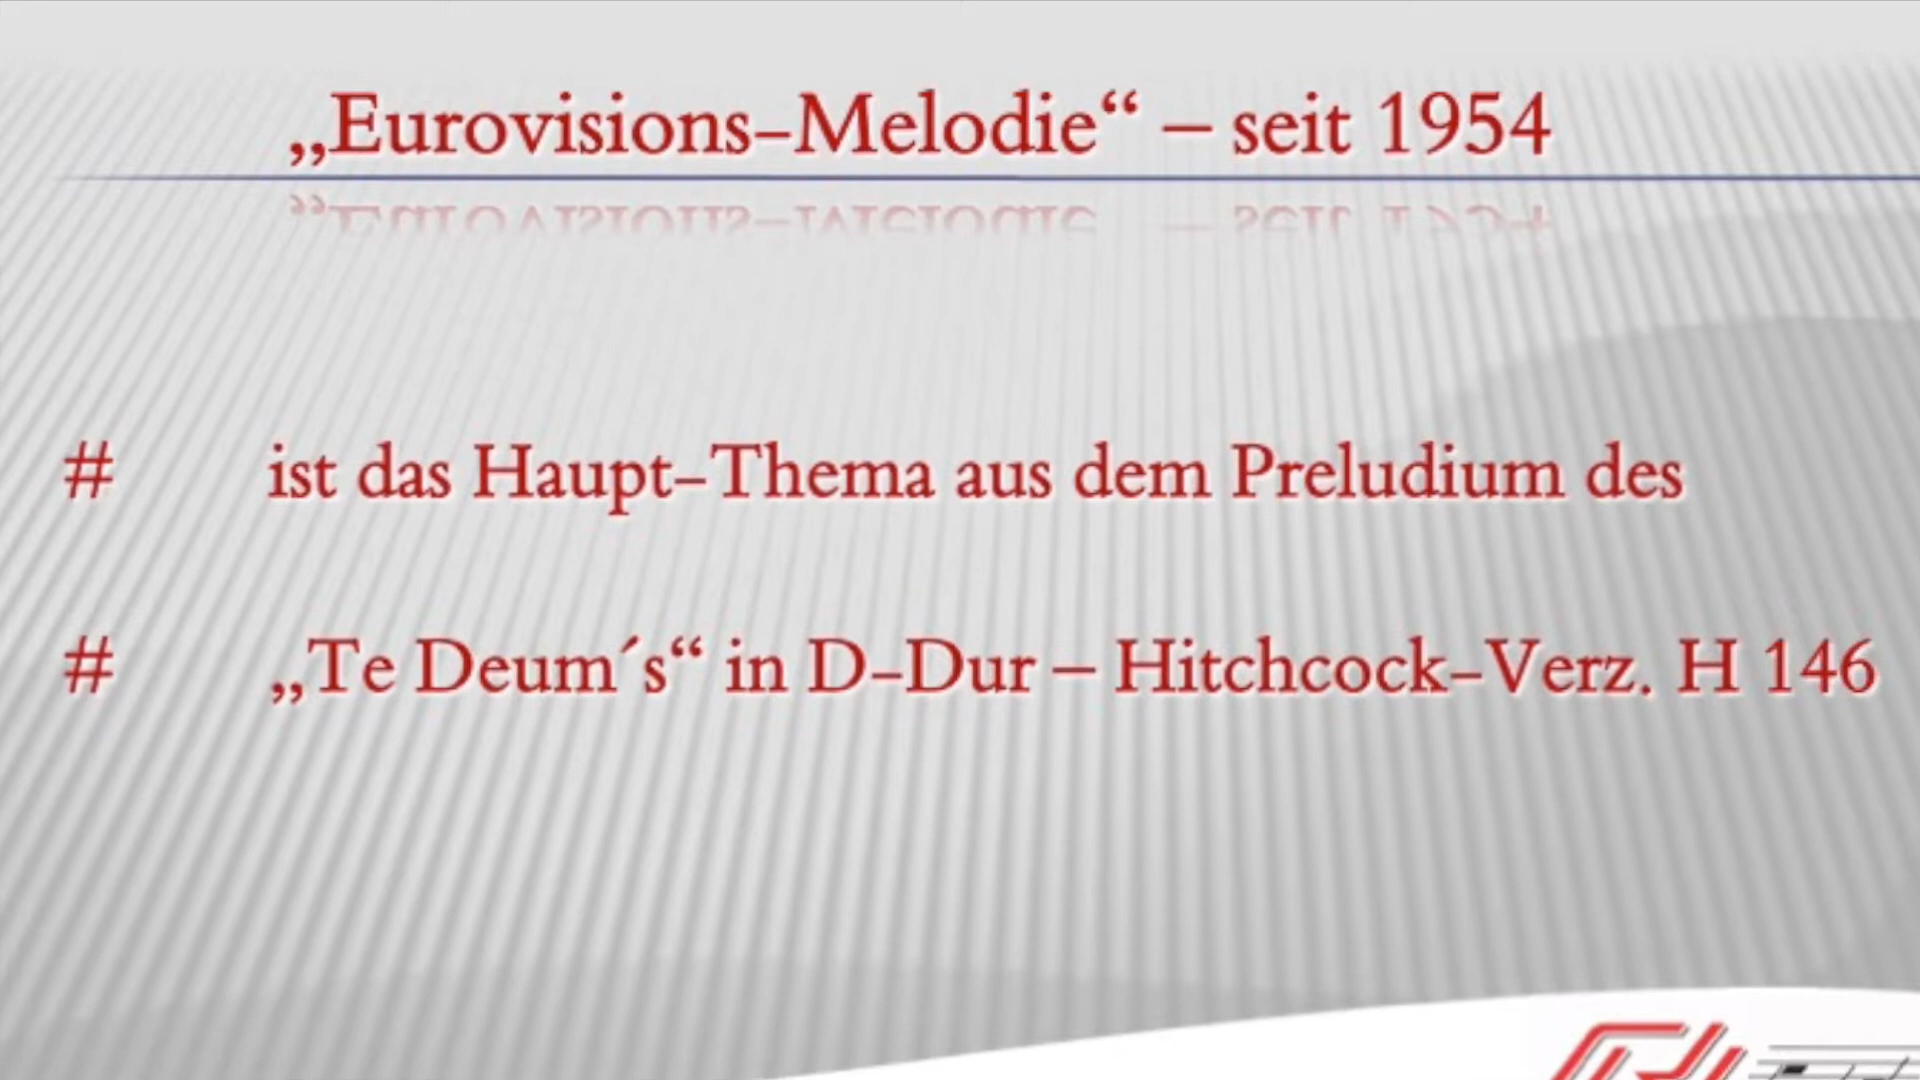 „Eurovisions-Melodie“ – seit 1954
# ist das Haupt-Thema aus dem Preludium des
# „Te Deum´s“ in D-Dur – Hitchcock-Verz. H 146